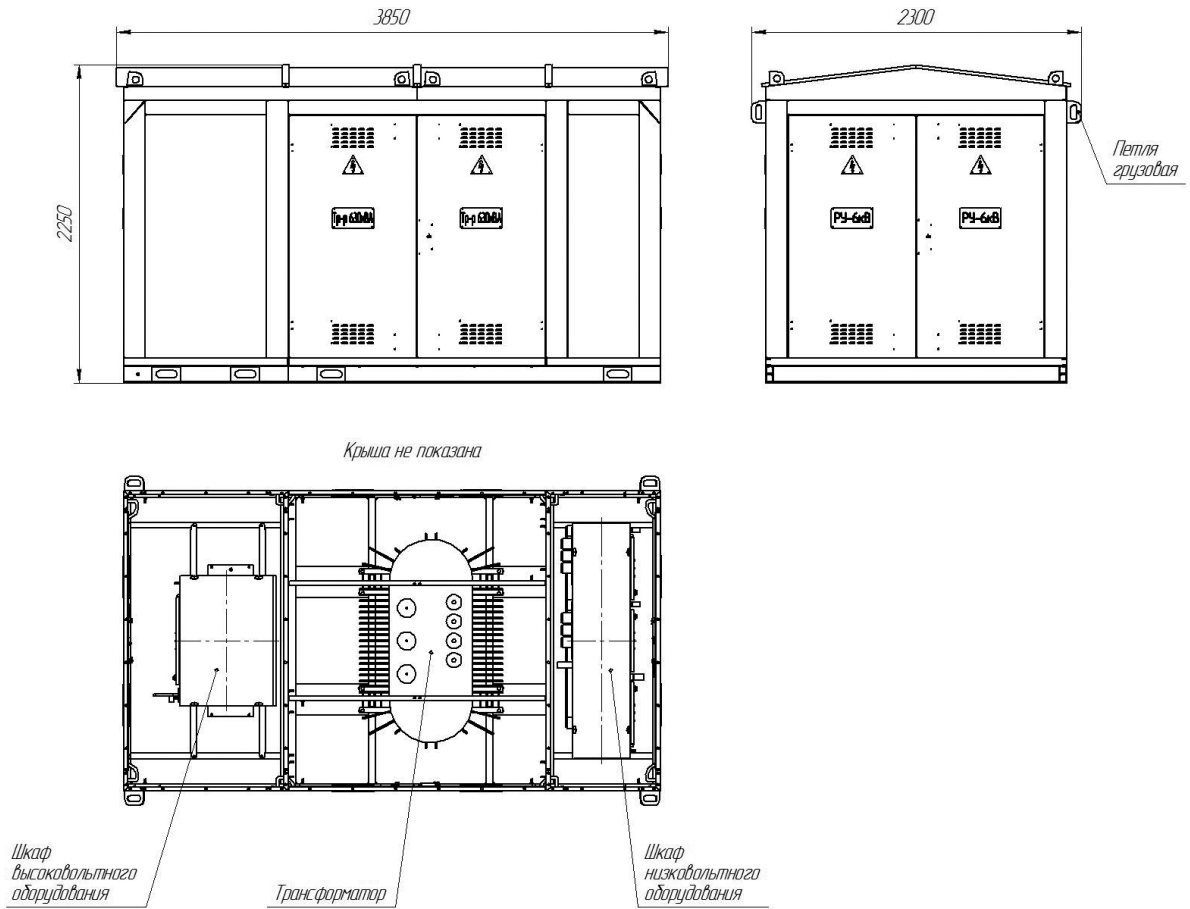 3850
2300
2250
Петля
грузовая
Тр-р 630кВА
Тр-р 630кВА
РУ-6кВ
РУ-6кВ
Крыша не показана
Шкаф
высоковольтного
оборудования
Трансформатор
Шкаф
низковольтного
оборудования